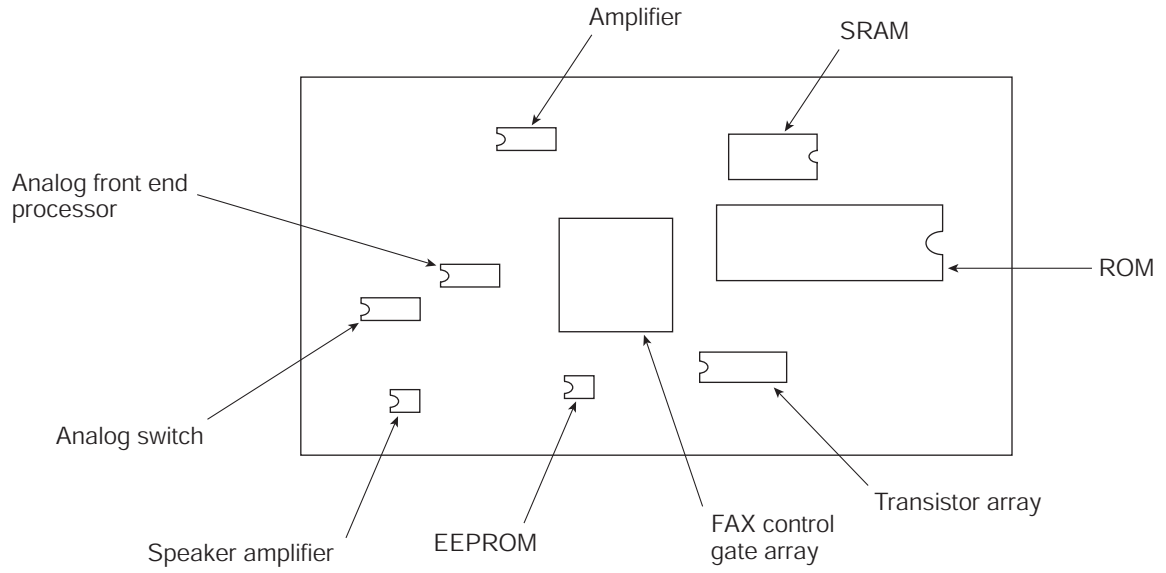 Amplifier
SRAM
Analog front end
processor
ROM
Analog switch
Transistor array
FAX control
gate array
EEPROM
Speaker amplifier